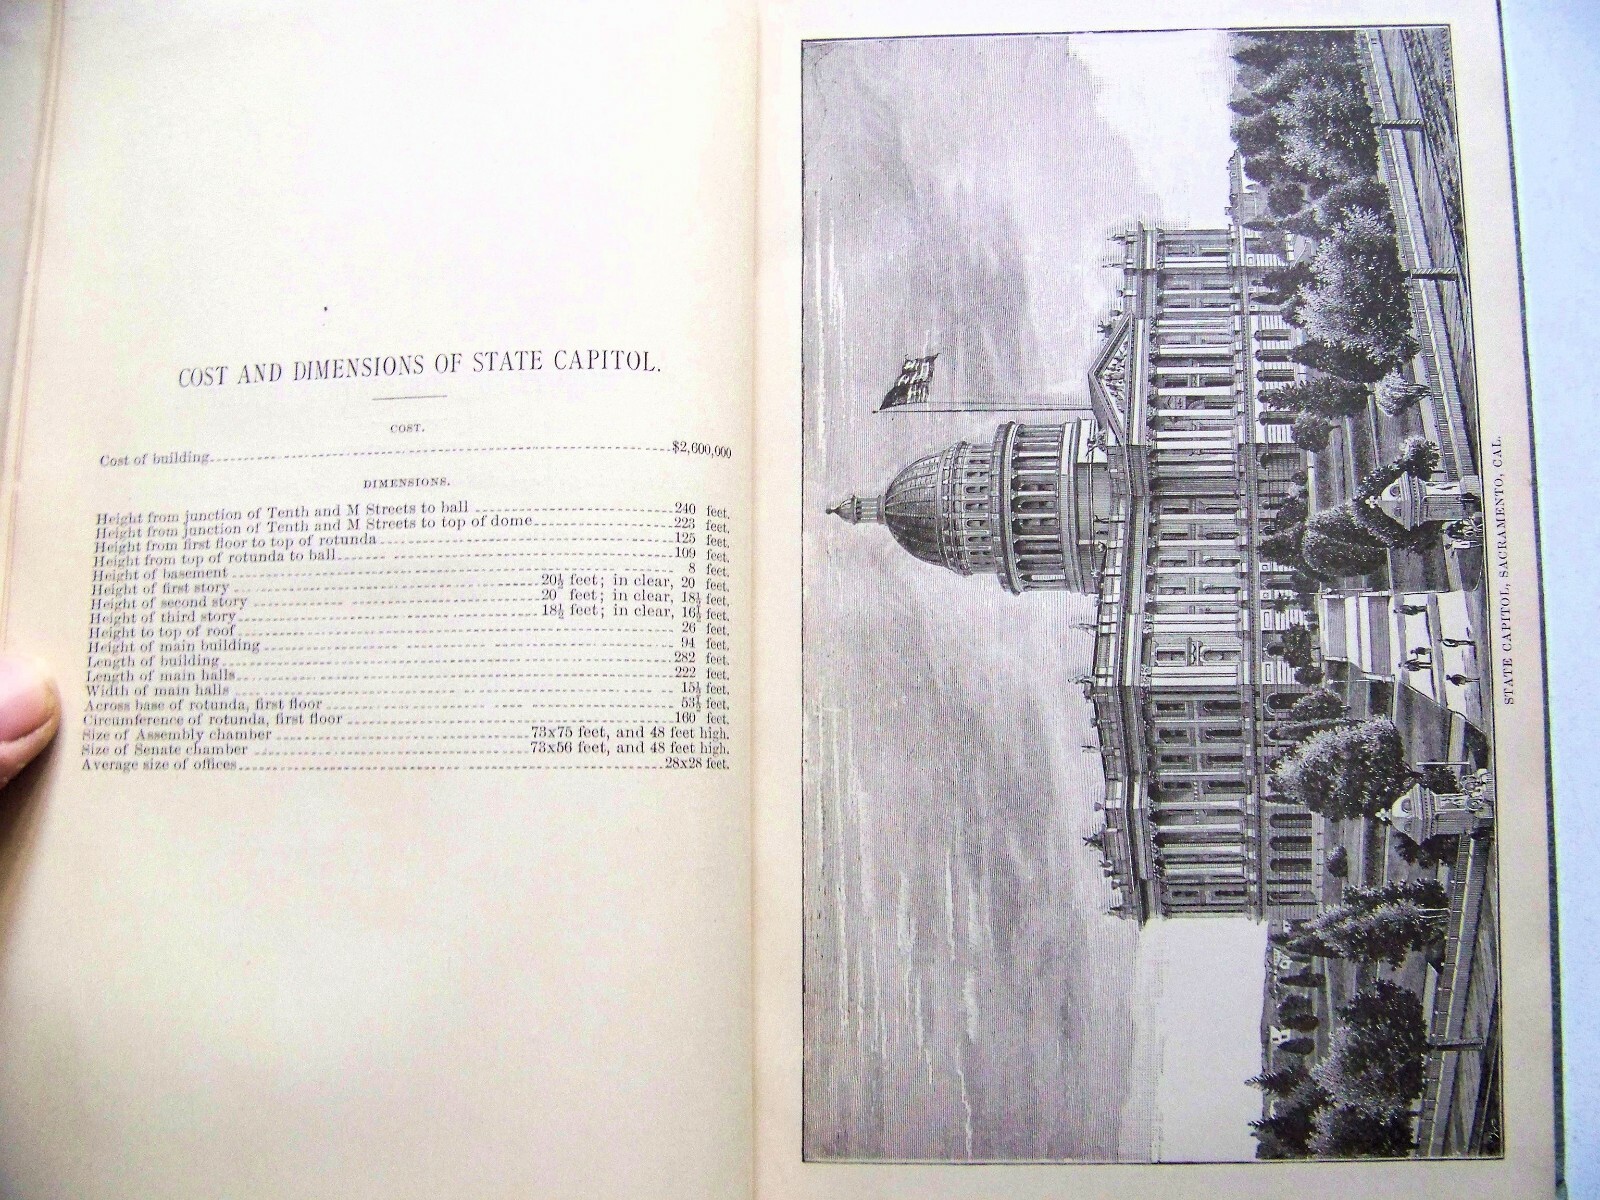 COST AND DIMENSIONS OF STATE CAPITOL.
COST.
Cost of building $2,600,000
DIMENSIONS.
Height from junction of Tenth and M Streets to ball 240 feet.
Height from junction of Tenth and M Streets to top of dome 223 feet.
Height from first floor to top of rotunda 125 feet.
Height from top of rotunda to ball 109 feet.
Height of basement 8 feet.
Height of first story 20½ feet; in clear, 20 feet.
Height of second story 20 feet; in clear, 18½ feet.
Height of third story 18½ feet; in clear, 16½ feet.
Height to top of roof 26 feet.
Height of main building 94 feet.
Length of building 282 feet.
Length of main halls 222 feet.
Width of main halls 15½ feet.
Across base of rotunda, first floor 53½ feet.
Circumference of rotunda, first floor 160 feet.
Size of Assembly chamber 73x75 feet, and 48 feet high.
Size of Senate chamber 73x56 feet, and 48 feet high.
Average size of offices 28x28 feet.
STATE CAPITOL, SACRAMENTO, CAL.